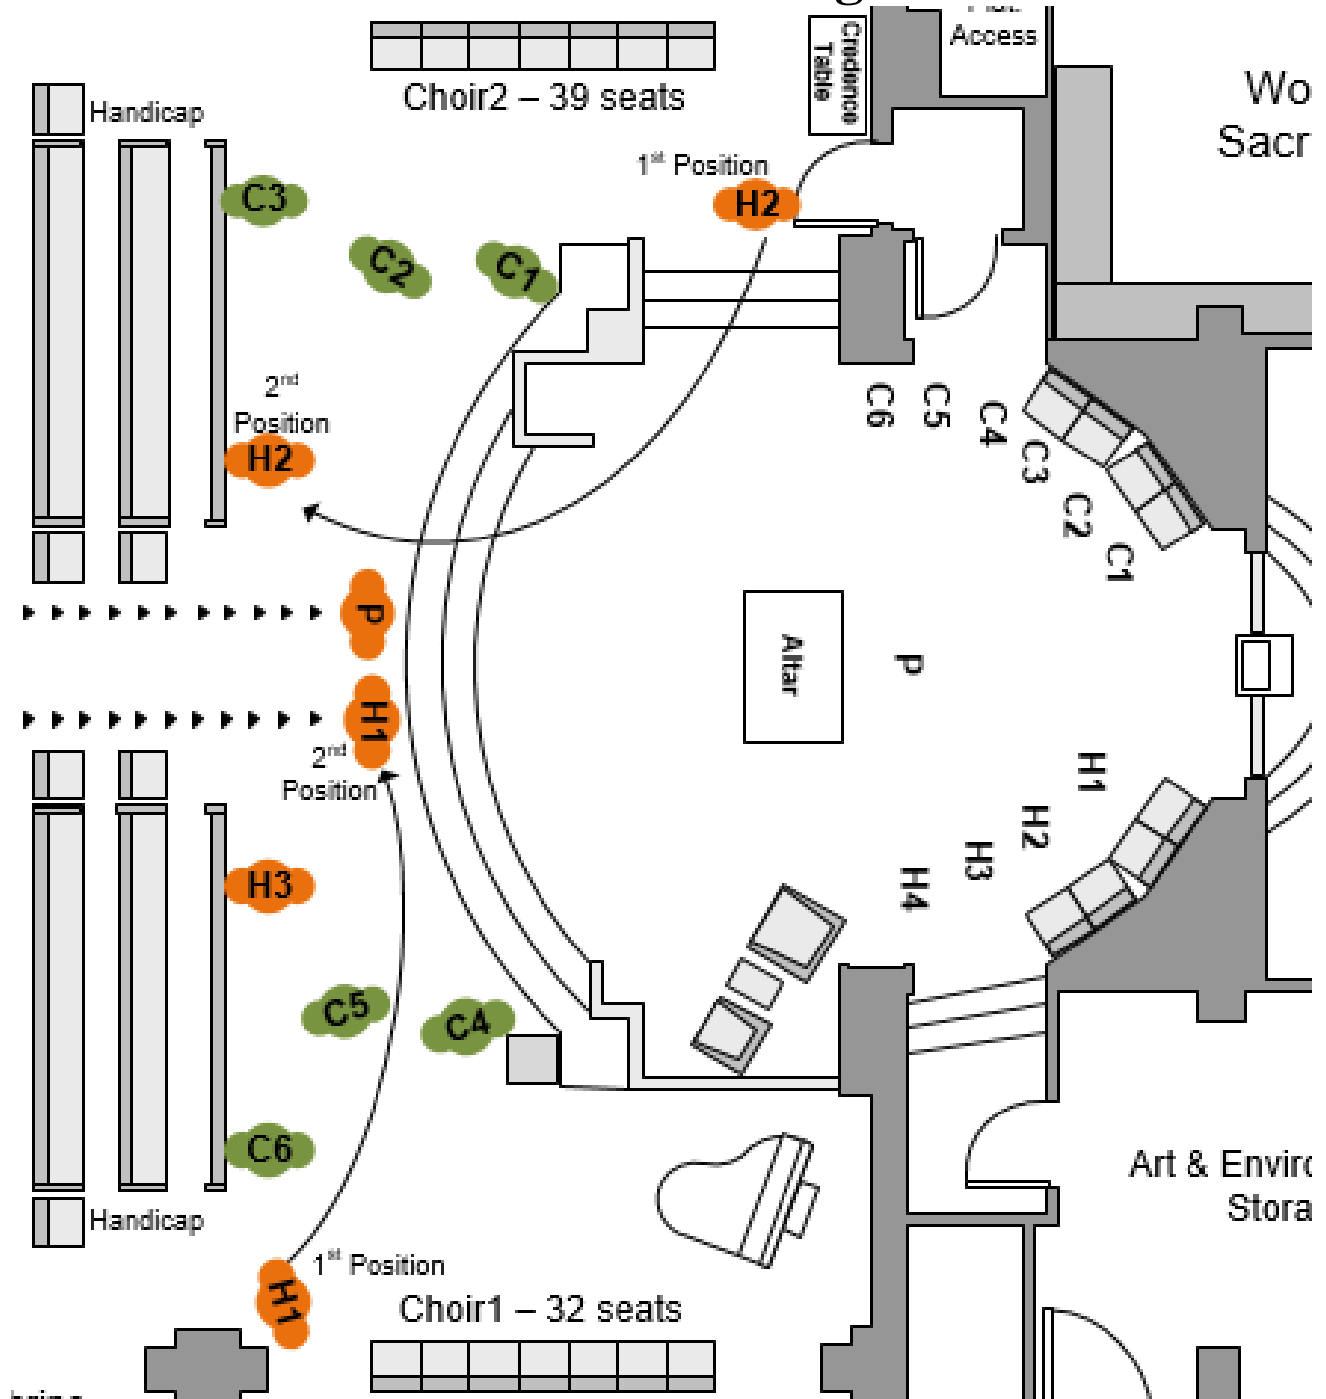 Access
Credence
Table
Wo
Sacr
Choir2 – 39 seats
Handicap
1st Position
H2
C3
C2
C1
2nd
Position
H2
C6
C5
C4
C3
C2
C1
P
Altar
P
H1
2nd
Position
H1
H2
H3
H4
H3
C5
C4
C6
Handicap
1st Position
H1
Choir1 – 32 seats
Art & Enviro
Stora